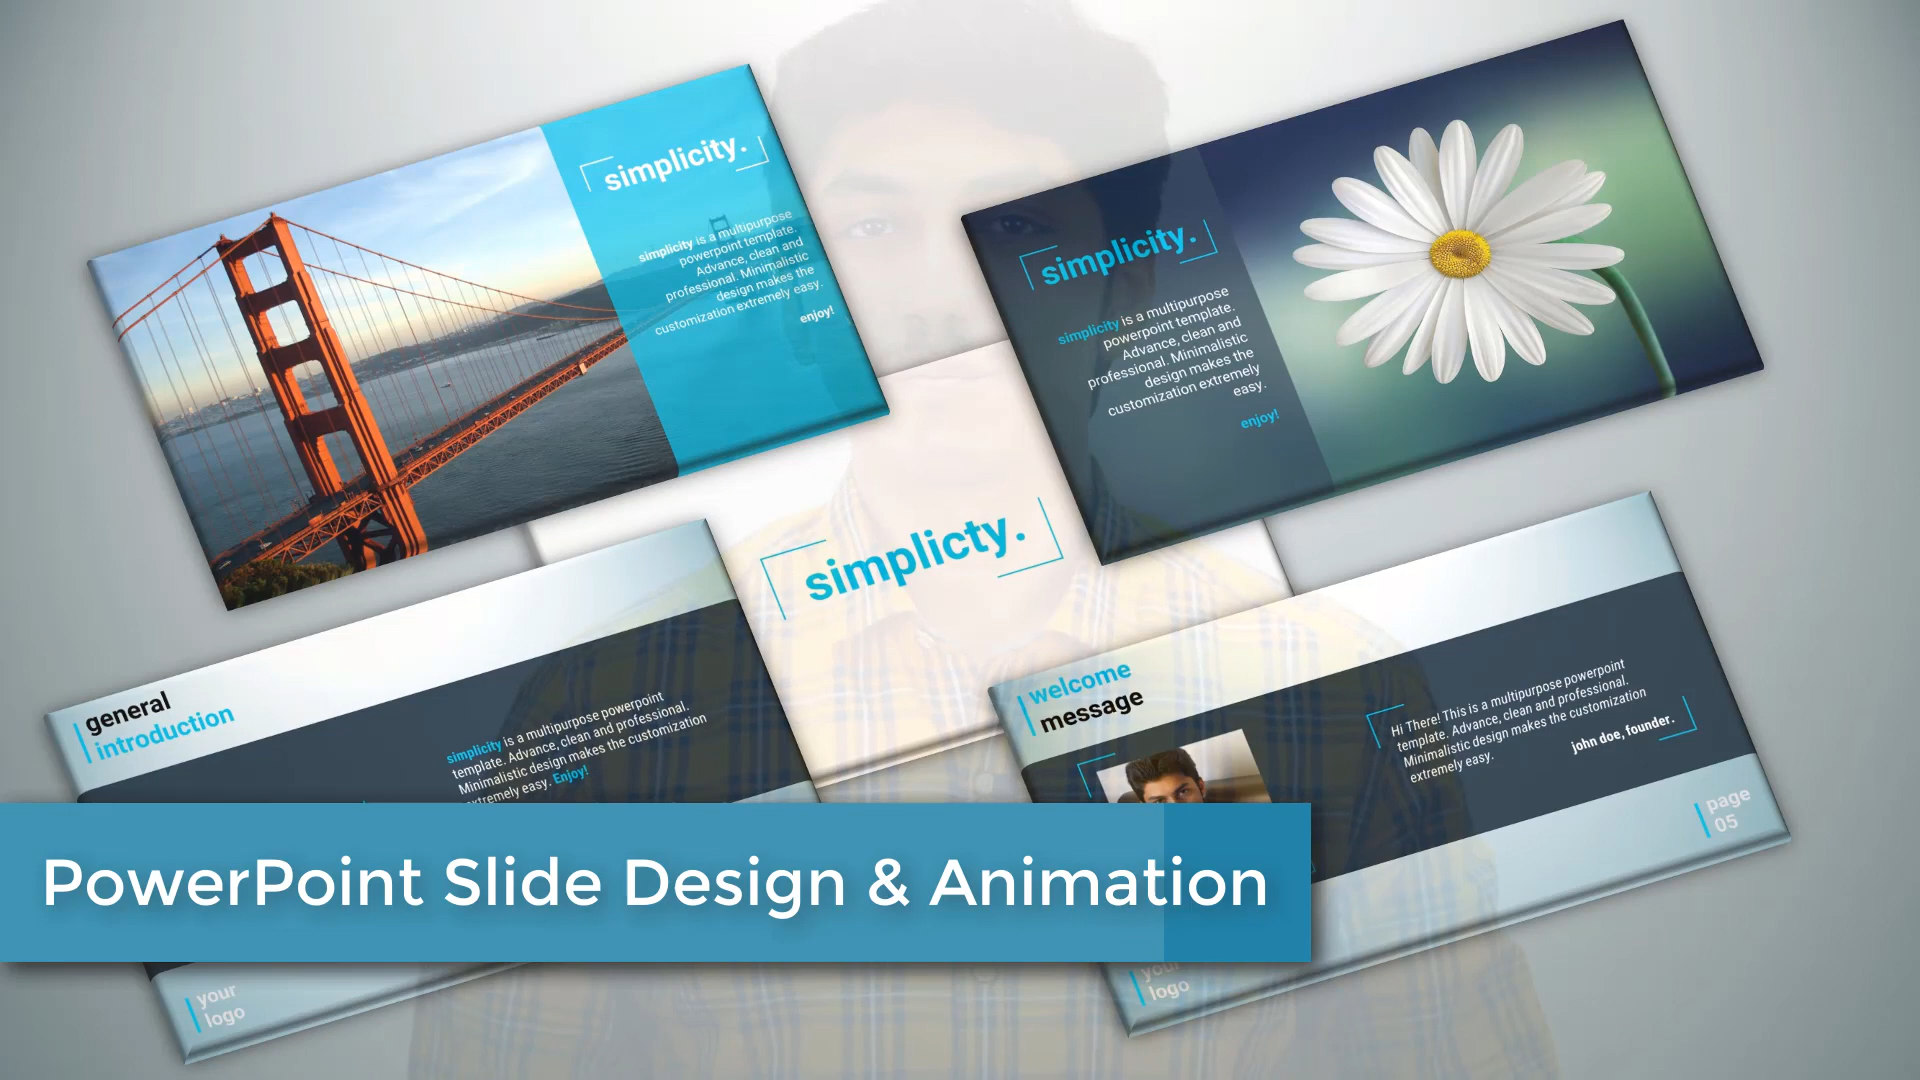 simplicity.
simplicity is a multipurpose
powerpoint template.
Advance, clean and
professional. Minimalistic
design makes the
customization extremely easy.
enjoy!
simplicity.
simplicity is a multipurpose
powerpoint template.
Advance, clean and
professional. Minimalistic
design makes the
customization extremely
easy.
enjoy!
simplicty.
general
introduction
simplicity is a multipurpose powerpoint
template. Advance, clean and professional.
Minimalistic design makes the customization
extremely easy. Enjoy!
your
logo
welcome
message
Hi There! This is a multipurpose powerpoint
template. Advance, clean and professional.
Minimalistic design makes the customization
extremely easy.
john doe, founder.
page
05
your
logo
PowerPoint Slide Design & Animation